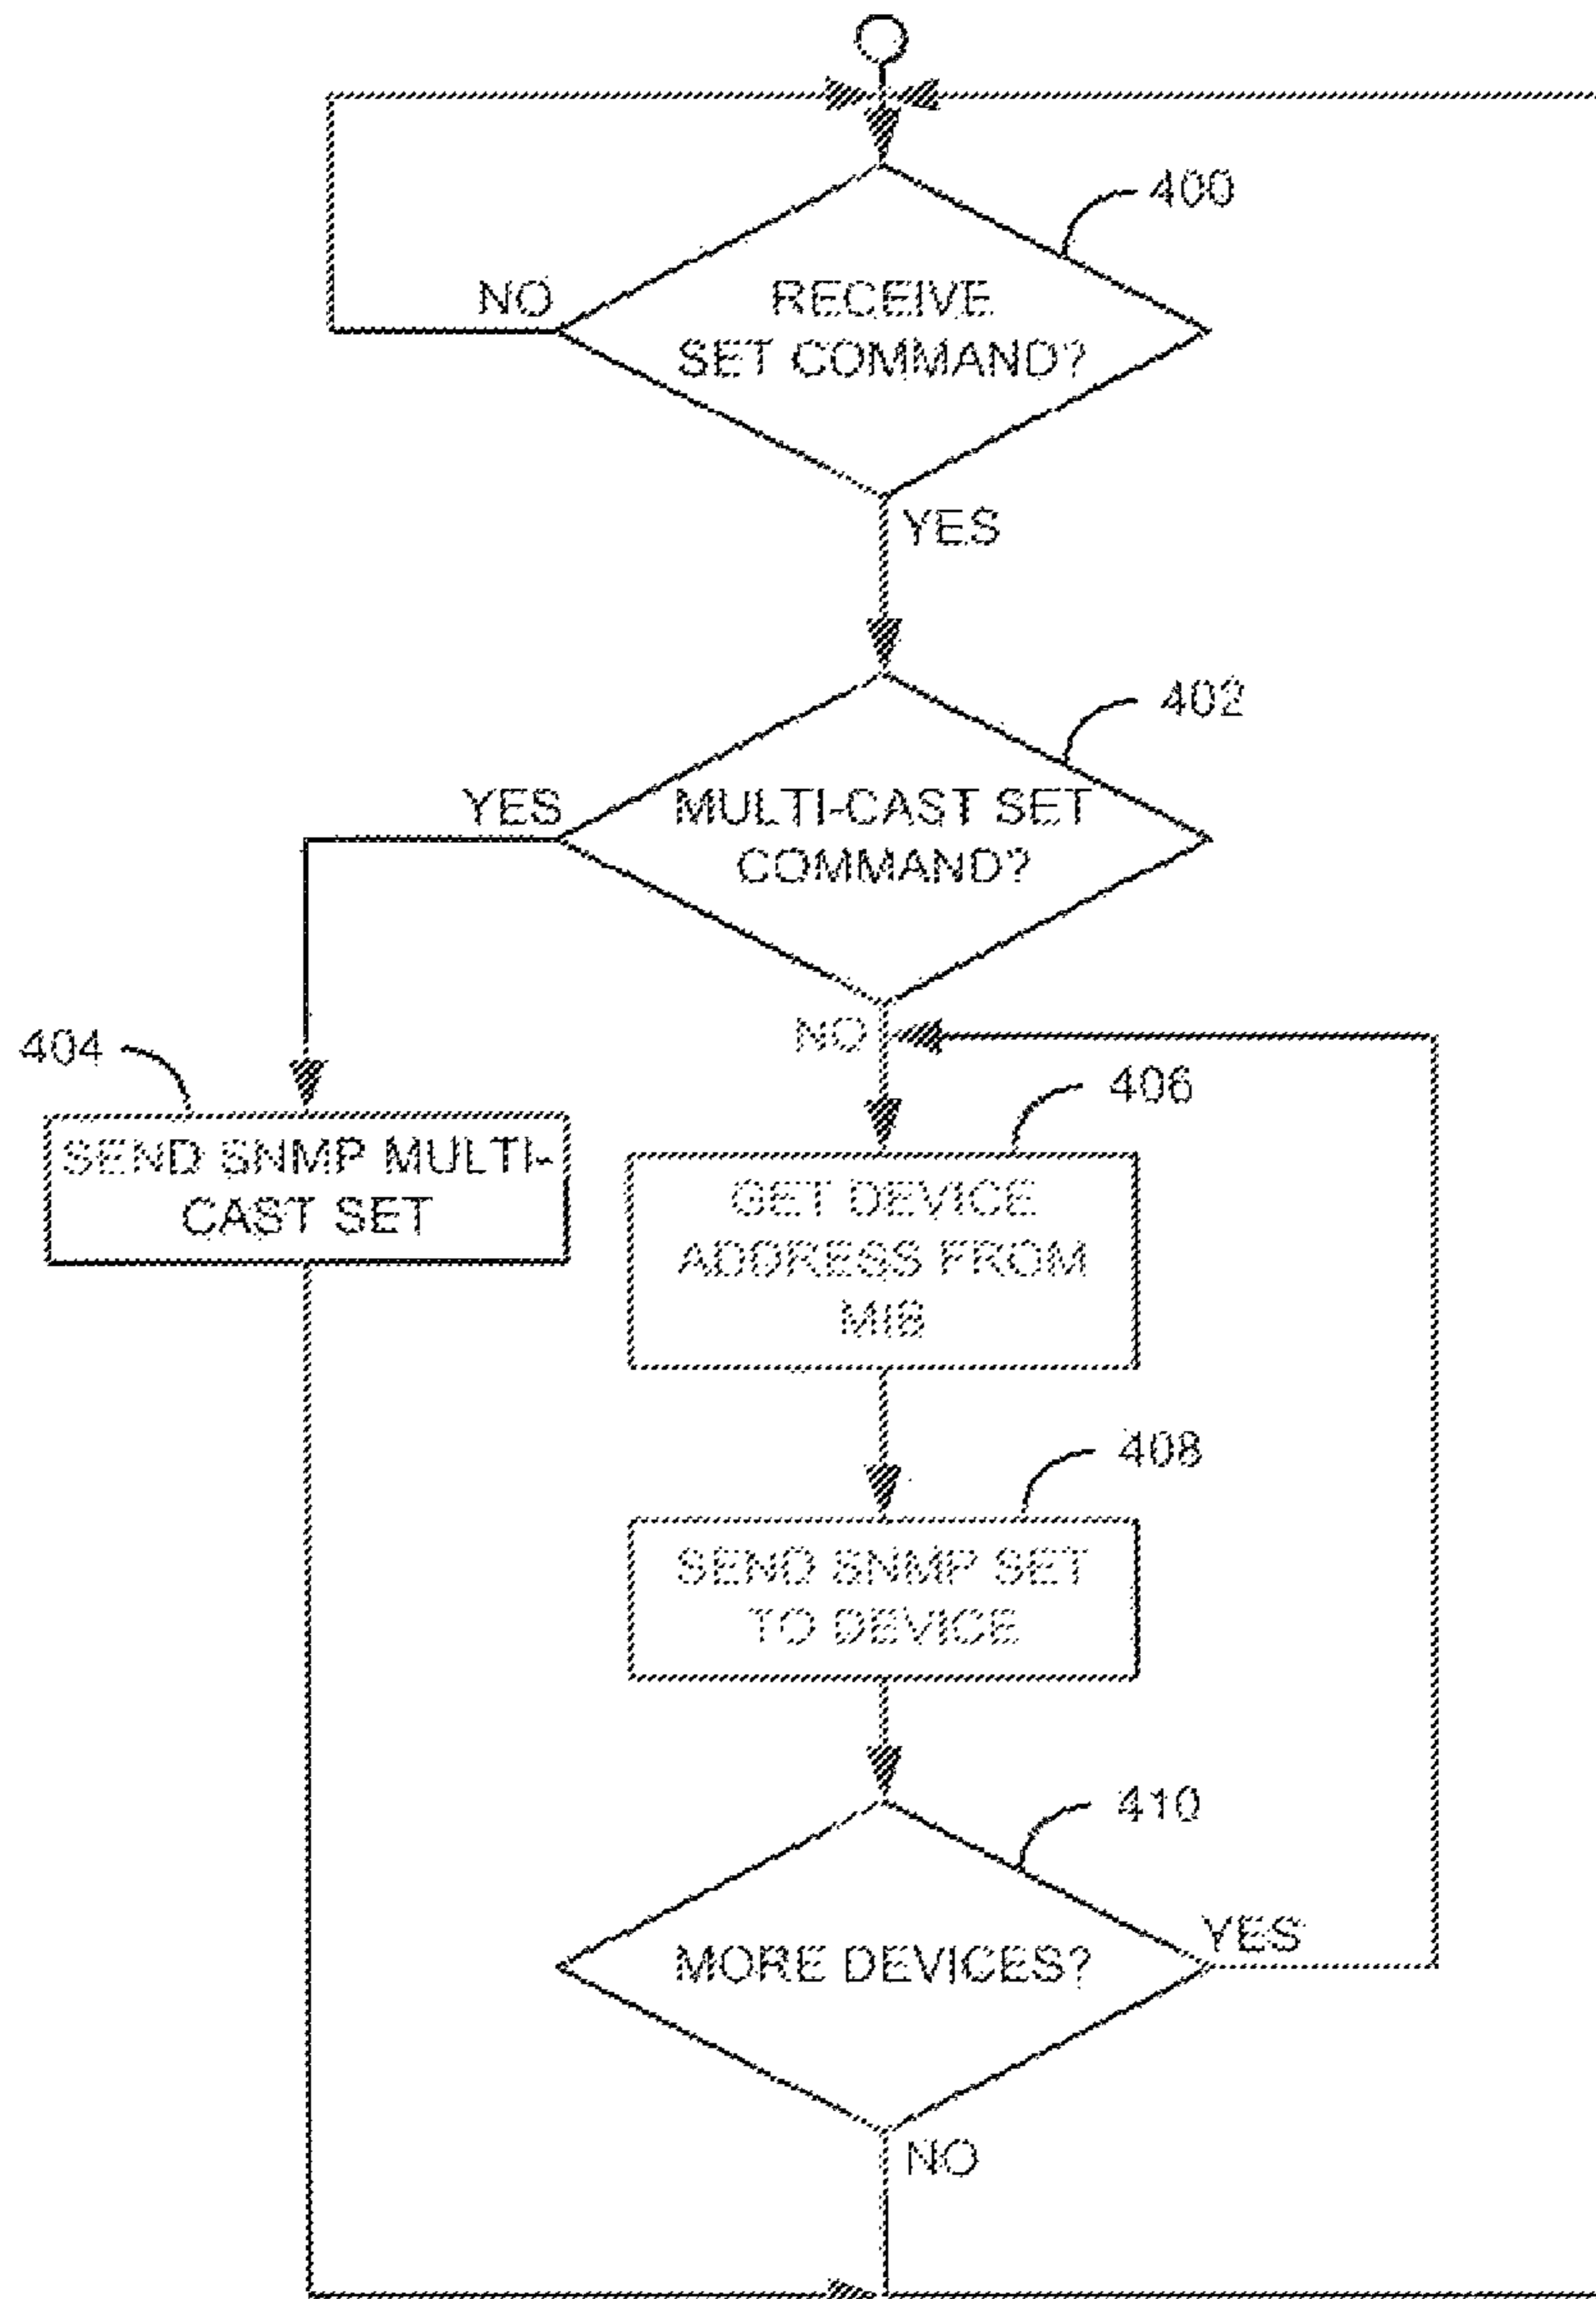 400
NO
RECEIVE
SET COMMAND?
YES
402
YES
MULTI-CAST SET
COMMAND?
NO
404
SEND SNMP MULTI-
CAST SET
406
GET DEVICE
ADDRESS FROM
MIB
408
SEND SNMP SET
TO DEVICE
410
MORE DEVICES?
YES
NO